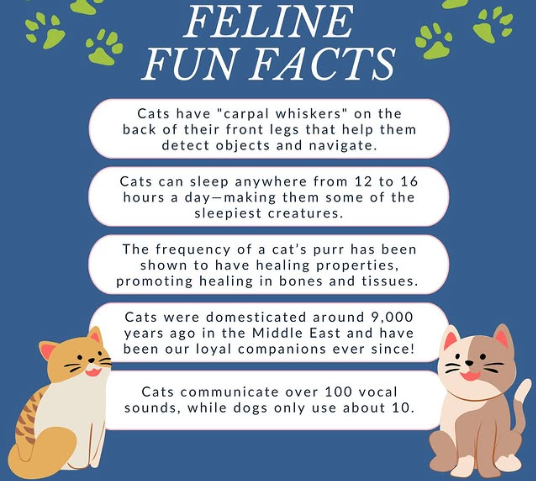 FELINE
FUN FACTS
Cats have "carpal whiskers" on the
back of their front legs that help them
detect objects and navigate.
Cats can sleep anywhere from 12 to 16
hours a day—making them some of the
sleepiest creatures.
The frequency of a cat’s purr has been
shown to have healing properties,
promoting healing in bones and tissues.
Cats were domesticated around 9,000
years ago in the Middle East and have
been our loyal companions ever since!
Cats communicate over 100 vocal
sounds, while dogs only use about 10.